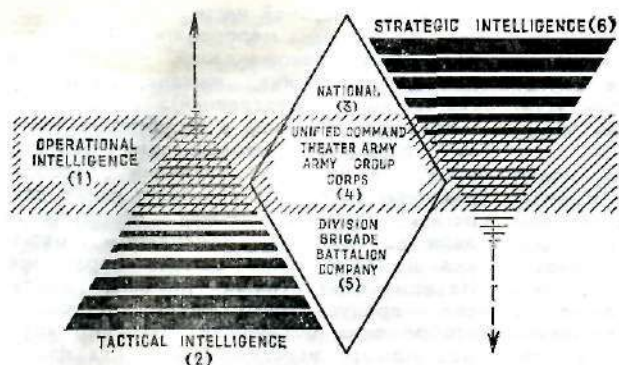 STRATEGIC INTELLIGENCE(6)
NATIONAL
(3)
OPERATIONAL
INTELLIGENCE
(1)
UNIFIED COMMAND
THEATER ARMY
ARMY GROUP
CORPS
(4)
DIVISION
BRIGADE
BATTALION
COMPANY
(5)
TACTICAL INTELLIGENCE
(2)